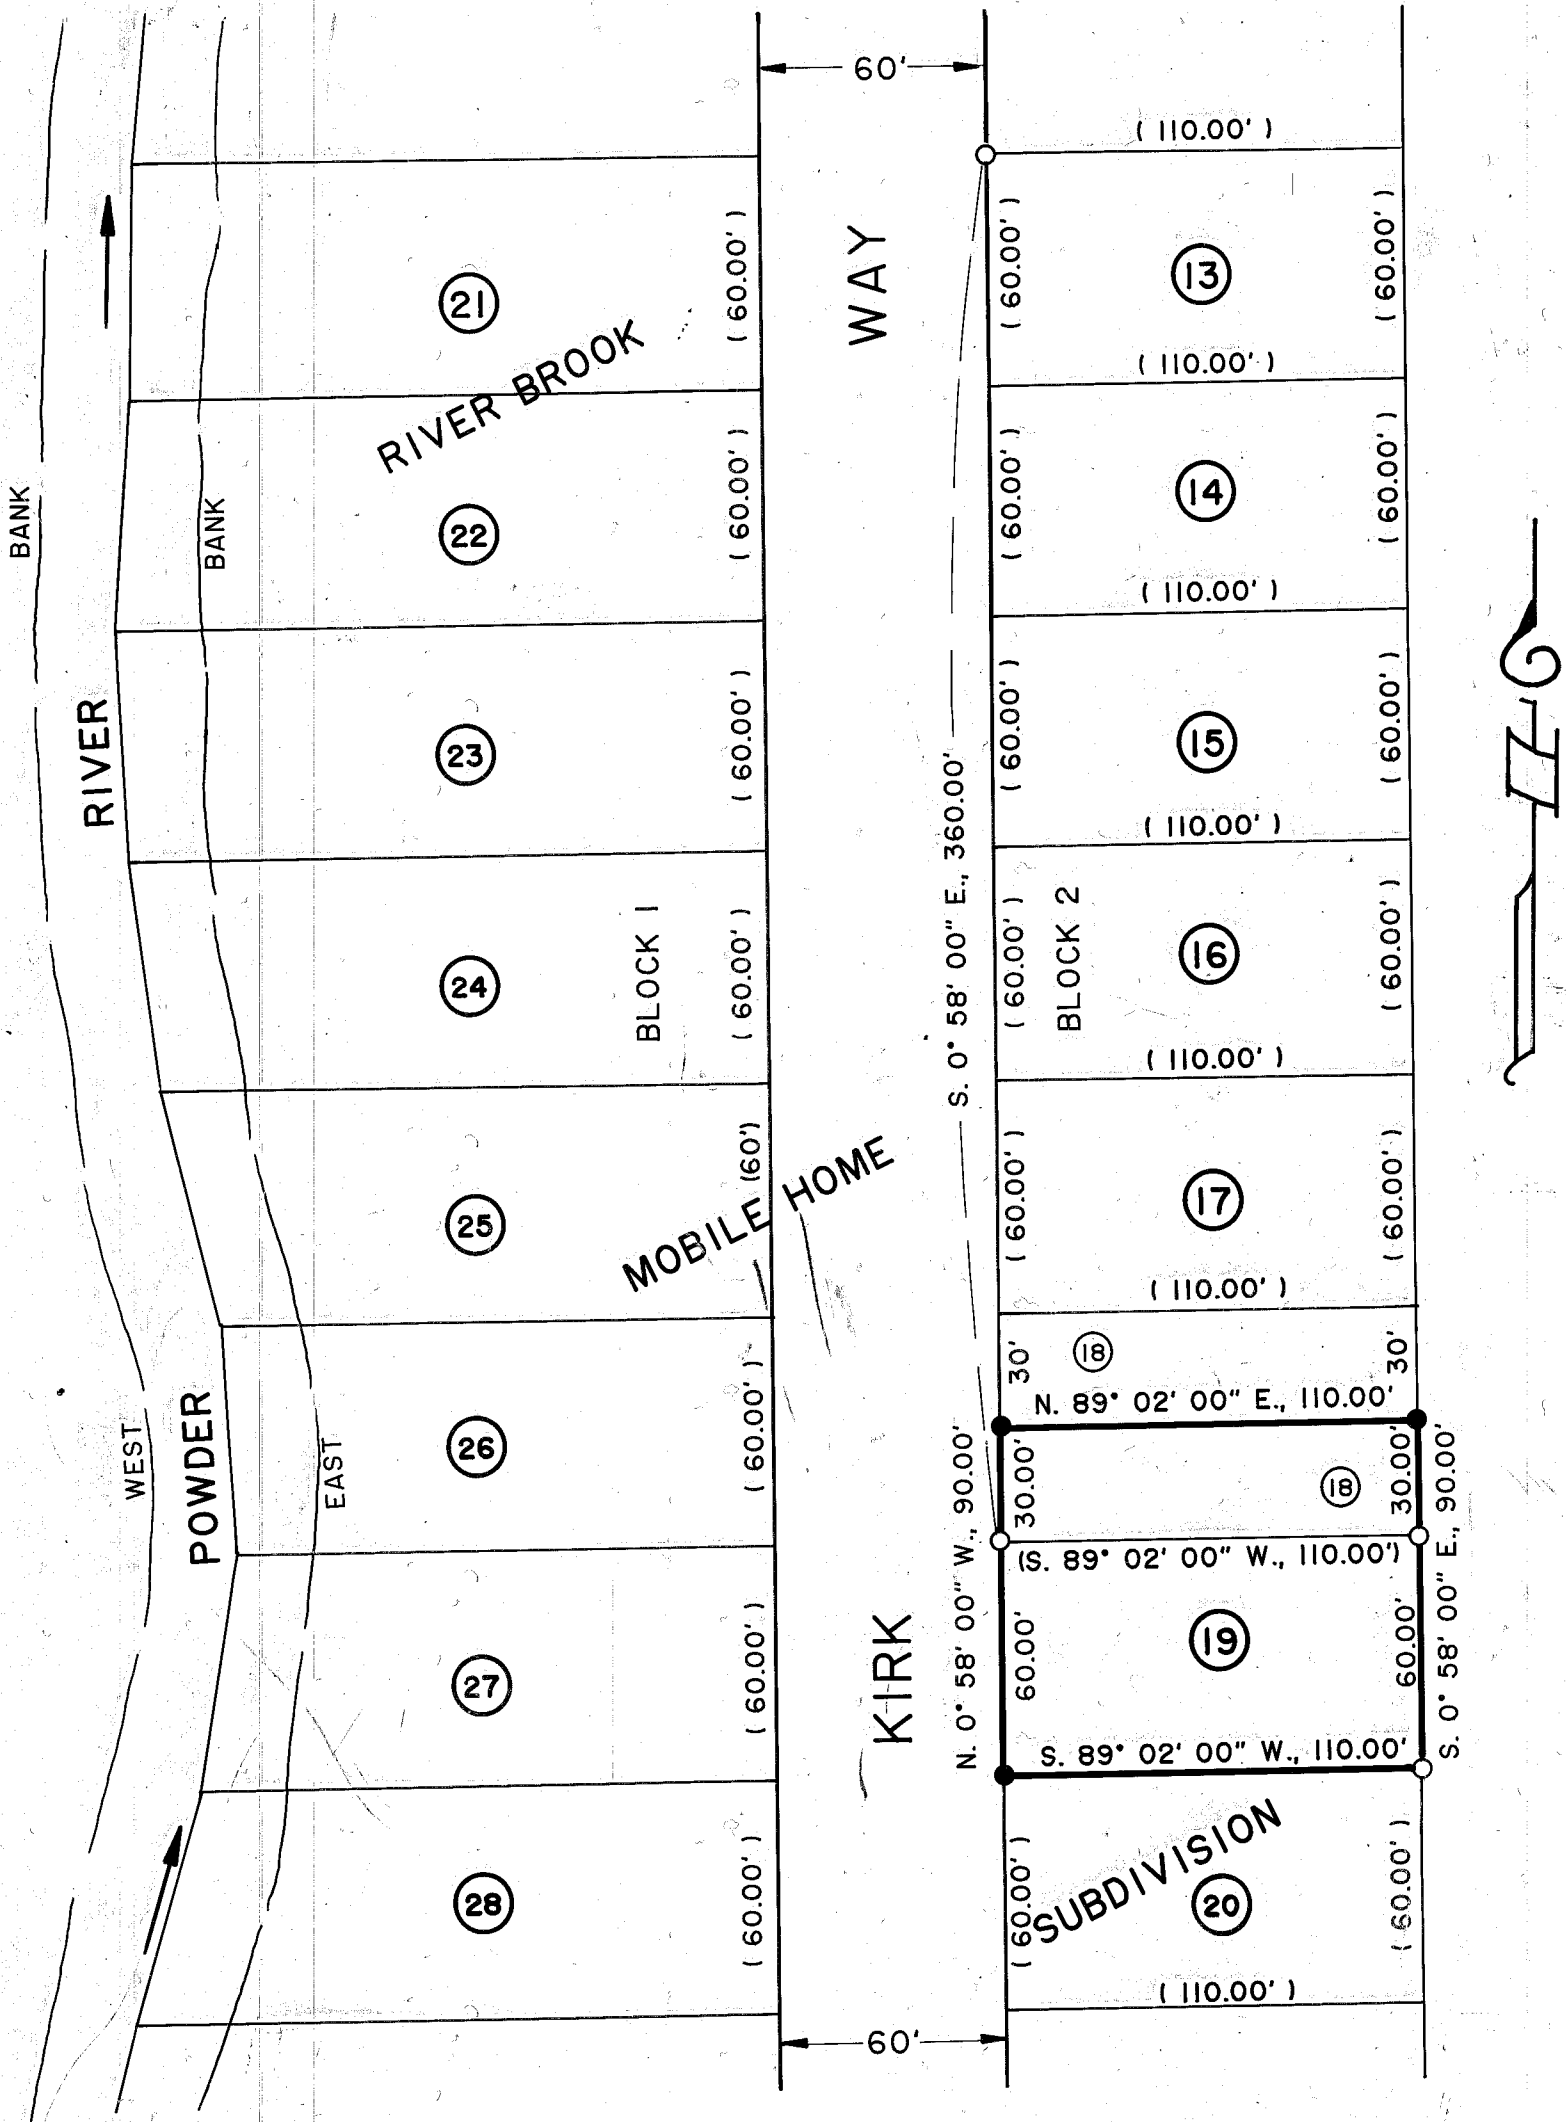 60'
( 110.00' )
WAY
( 60.00' )
21
( 60.00' )
13
( 60.00' )
RIVER BROOK
( 110.00' )
BANK
BANK
22
( 60.00' )
( 60.00' )
14
( 60.00' )
( 110.00' )
RIVER
23
( 60.00' )
( 60.00' )
15
( 60.00' )
( 110.00' )
S. 0° 58' 00" E., 360.00'
24
BLOCK 1
( 60.00' )
( 60.00' )
BLOCK 2
16
( 60.00' )
( 110.00' )
25
(60')
MOBILE HOME
( 60.00' )
17
( 60.00' )
( 110.00' )
30'
18
30'
N. 89° 02' 00" E., 110.00'
WEST
POWDER
EAST
26
( 60.00' )
N. 0° 58' 00" W., 90.00'
30.00'
18
30.00'
S. 0° 58' 00" E., 90.00'
(S. 89° 02' 00" W., 110.00')
27
( 60.00' )
KIRK
60.00'
19
60.00'
S. 89° 02' 00" W., 110.00'
28
( 60.00' )
( 60.00' )
SUBDIVISION
20
( 60.00' )
( 110.00' )
60'